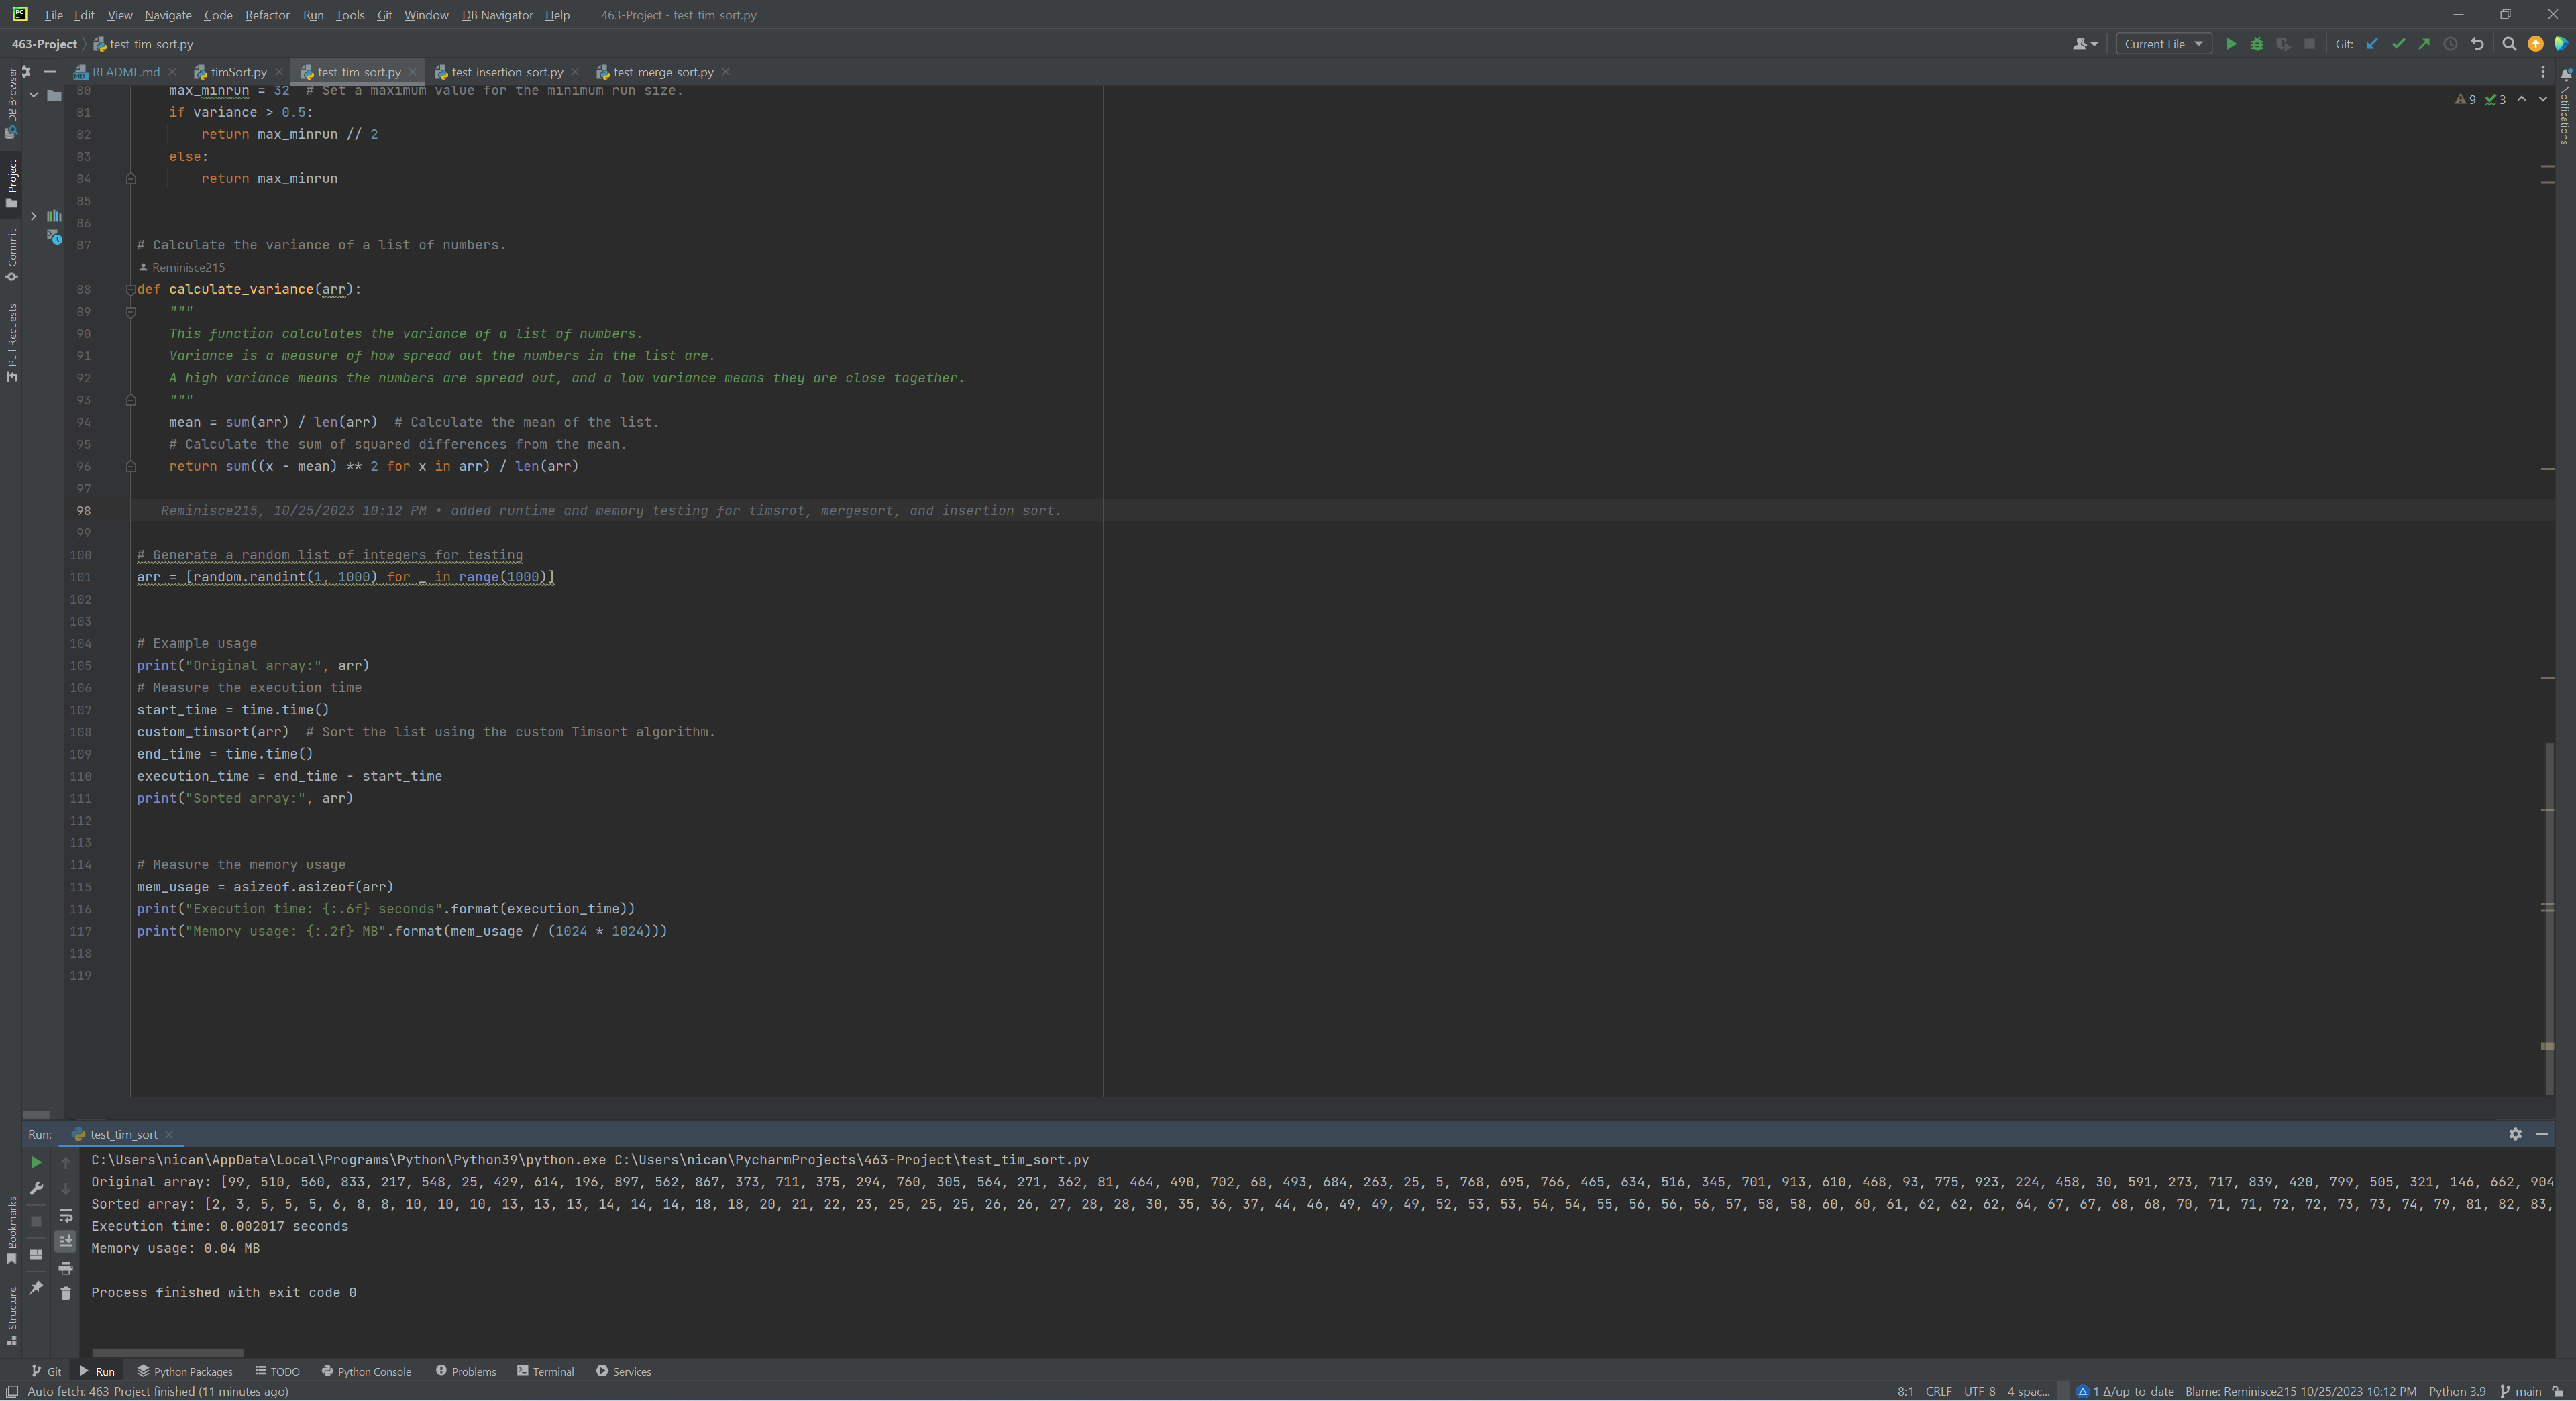 PC File Edit View Navigate Code Refactor Run Tools Git Window DB Navigator Help 463-Project - test_tim_sort.py
463-Project test_tim_sort.py Current File Git:
README.md timSort.py test_tim_sort.py test_insertion_sort.py test_merge_sort.py
DB Browser
Project
Commit
Pull Requests
Bookmarks
Structure
Notifications
9 3
80 max_minrun = 32 # Set a maximum value for the minimum run size.
81 if variance > 0.5:
82 return max_minrun // 2
83 else:
84 return max_minrun
85
86
87 # Calculate the variance of a list of numbers.
Reminisce215
88 def calculate_variance(arr):
89 """
90 This function calculates the variance of a list of numbers.
91 Variance is a measure of how spread out the numbers in the list are.
92 A high variance means the numbers are spread out, and a low variance means they are close together.
93 """
94 mean = sum(arr) / len(arr) # Calculate the mean of the list.
95 # Calculate the sum of squared differences from the mean.
96 return sum((x - mean) ** 2 for x in arr) / len(arr)
97
98 Reminisce215, 10/25/2023 10:12 PM • added runtime and memory testing for timsrot, mergesort, and insertion sort.
99
100 # Generate a random list of integers for testing
101 arr = [random.randint(1, 1000) for _ in range(1000)]
102
103
104 # Example usage
105 print("Original array:", arr)
106 # Measure the execution time
107 start_time = time.time()
108 custom_timsort(arr) # Sort the list using the custom Timsort algorithm.
109 end_time = time.time()
110 execution_time = end_time - start_time
111 print("Sorted array:", arr)
112
113
114 # Measure the memory usage
115 mem_usage = asizeof.asizeof(arr)
116 print("Execution time: {:.6f} seconds".format(execution_time))
117 print("Memory usage: {:.2f} MB".format(mem_usage / (1024 * 1024)))
118
119
Run: test_tim_sort
C:\Users\nican\AppData\Local\Programs\Python\Python39\python.exe C:\Users\nican\PycharmProjects\463-Project\test_tim_sort.py
Original array: [99, 510, 560, 833, 217, 548, 25, 429, 614, 196, 897, 562, 867, 373, 711, 375, 294, 760, 305, 564, 271, 362, 81, 464, 490, 702, 68, 493, 684, 263, 25, 5, 768, 695, 766, 465, 634, 516, 345, 701, 913, 610, 468, 93, 775, 923, 224, 458, 30, 591, 273, 717, 839, 420, 799, 505, 321, 146, 662, 904
Sorted array: [2, 3, 5, 5, 5, 6, 8, 8, 10, 10, 10, 13, 13, 13, 14, 14, 14, 18, 18, 20, 21, 22, 23, 25, 25, 25, 26, 26, 27, 28, 28, 30, 35, 36, 37, 44, 46, 49, 49, 49, 52, 53, 53, 54, 54, 55, 56, 56, 56, 57, 58, 58, 60, 60, 61, 62, 62, 62, 64, 67, 67, 68, 68, 70, 71, 71, 72, 72, 73, 73, 74, 79, 81, 82, 83,
Execution time: 0.002017 seconds
Memory usage: 0.04 MB
Process finished with exit code 0
Git Run Python Packages TODO Python Console Problems Terminal Services
Auto fetch: 463-Project finished (11 minutes ago) 8:1 CRLF UTF-8 4 spac... 1 Δ/up-to-date Blame: Reminisce215 10/25/2023 10:12 PM Python 3.9 main